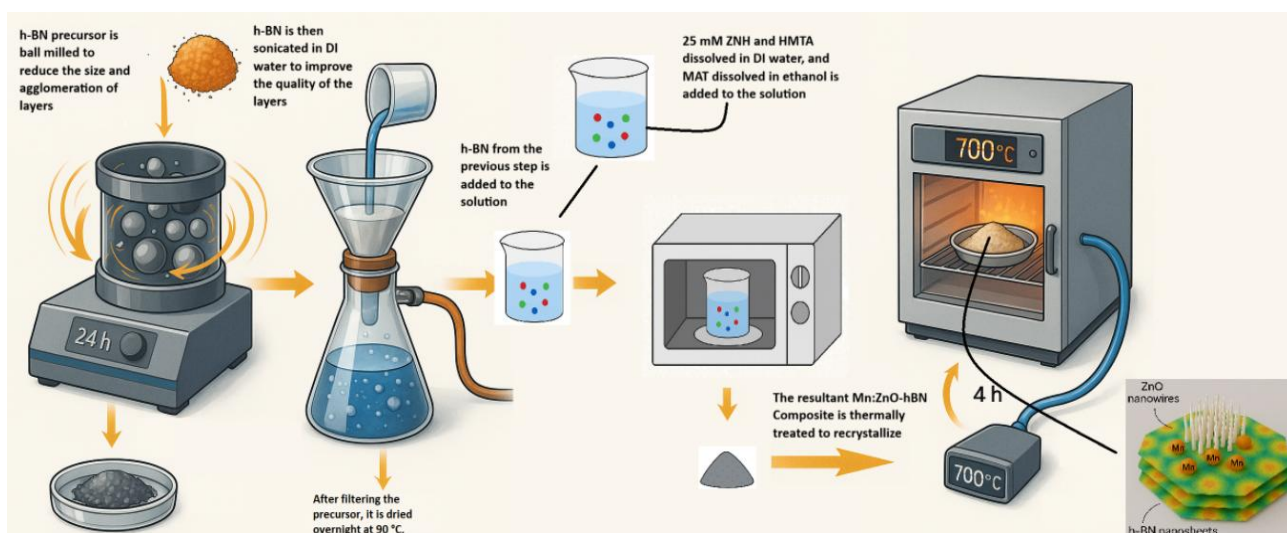 h-BN precursor is
ball milled to
reduce the size and
agglomeration of
layers
h-BN is then
sonicated in DI
water to improve
the quality of the
layers
24 h
After filtering the
precursor, it is dried
overnight at 90 °C.
h-BN from the
previous step is
added to the
solution
25 mM ZNH and HMTA
dissolved in DI water, and
MAT dissolved in ethanol is
added to the solution
The resultant Mn:ZnO-hBN
Composite is thermally
treated to recrystallize
700°C
4 h
700°C
ZnO
nanowires
Mn
Mn
Mn
Mn
h-BN nanosheets